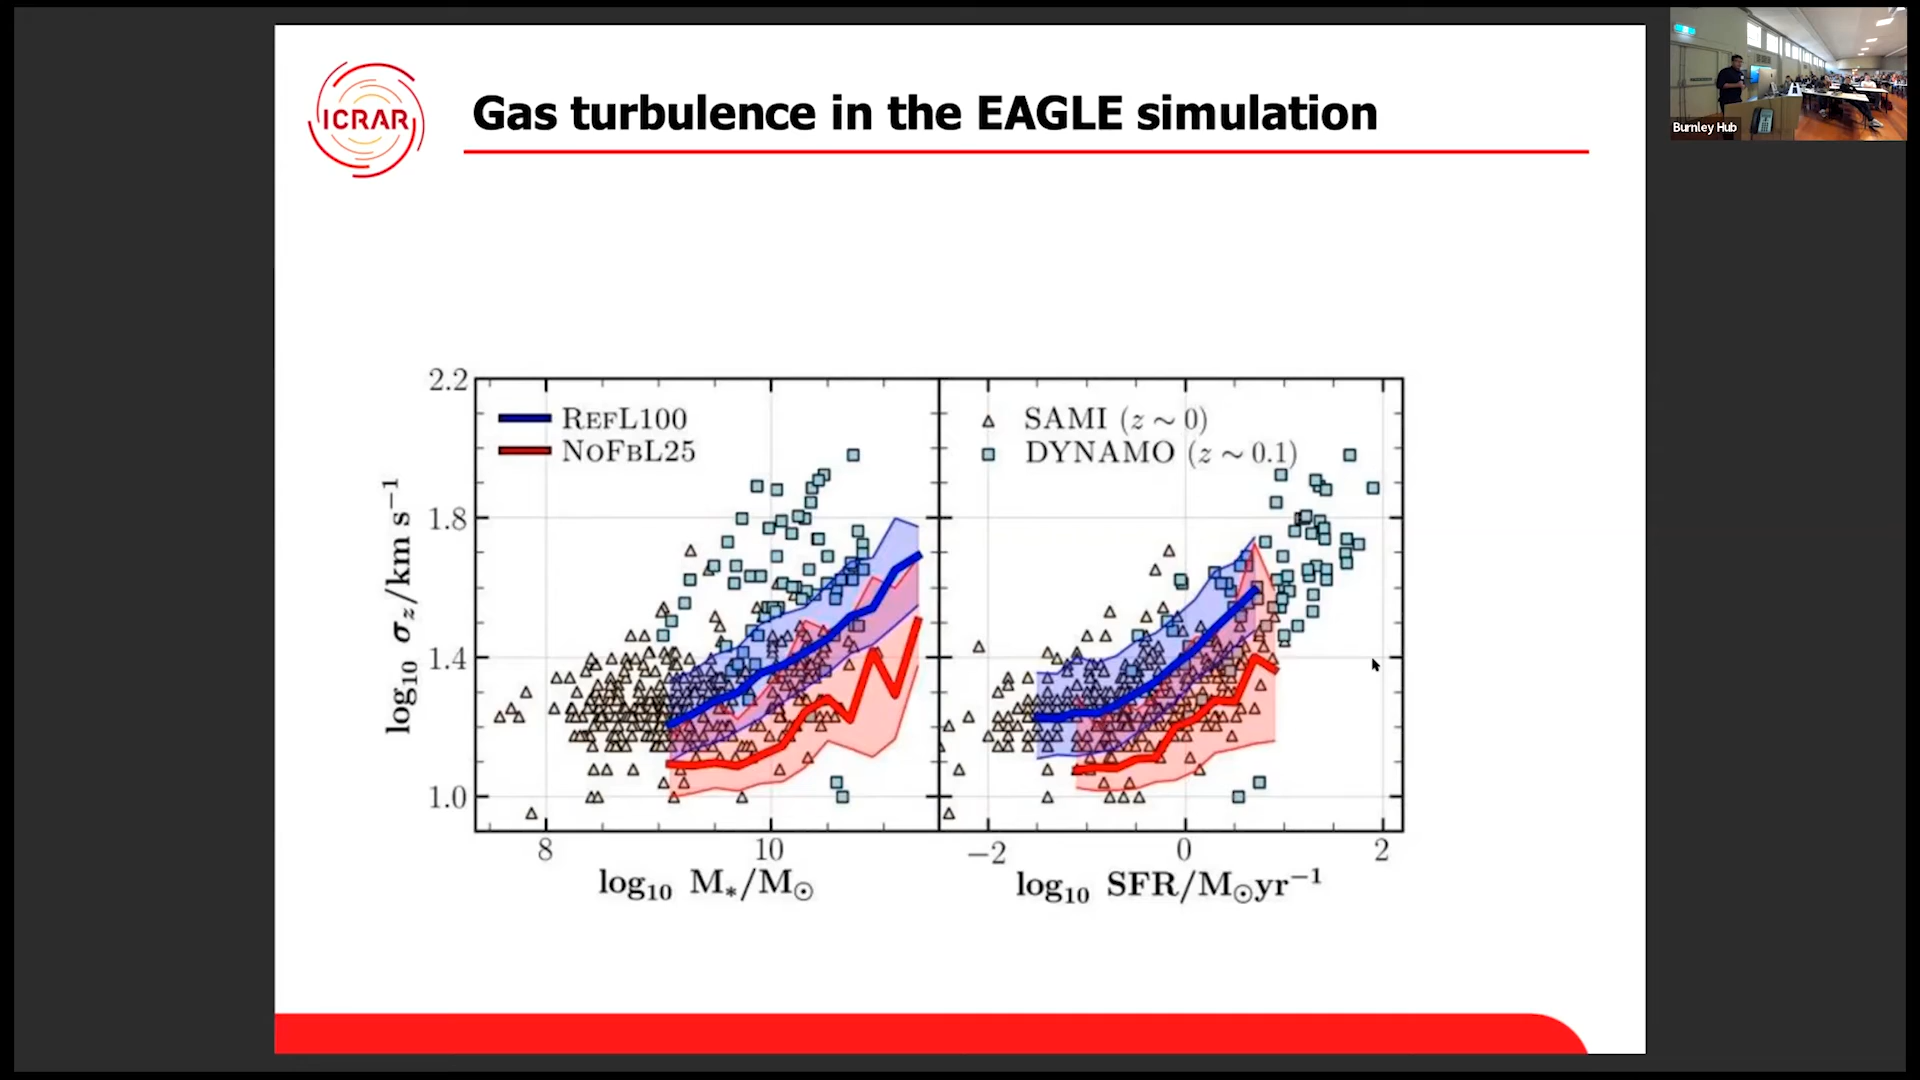 ICRAR
Gas turbulence in the EAGLE simulation
Burnley Hub
REFL100
NOFBL25
SAMI (z ∼ 0)
DYNAMO (z ∼ 0.1)
log₁₀ σ_z/km s⁻¹
2.2
1.8
1.4
1.0
8
10
−2
0
2
log₁₀ M_*/M_⊙
log₁₀ SFR/M_⊙yr⁻¹